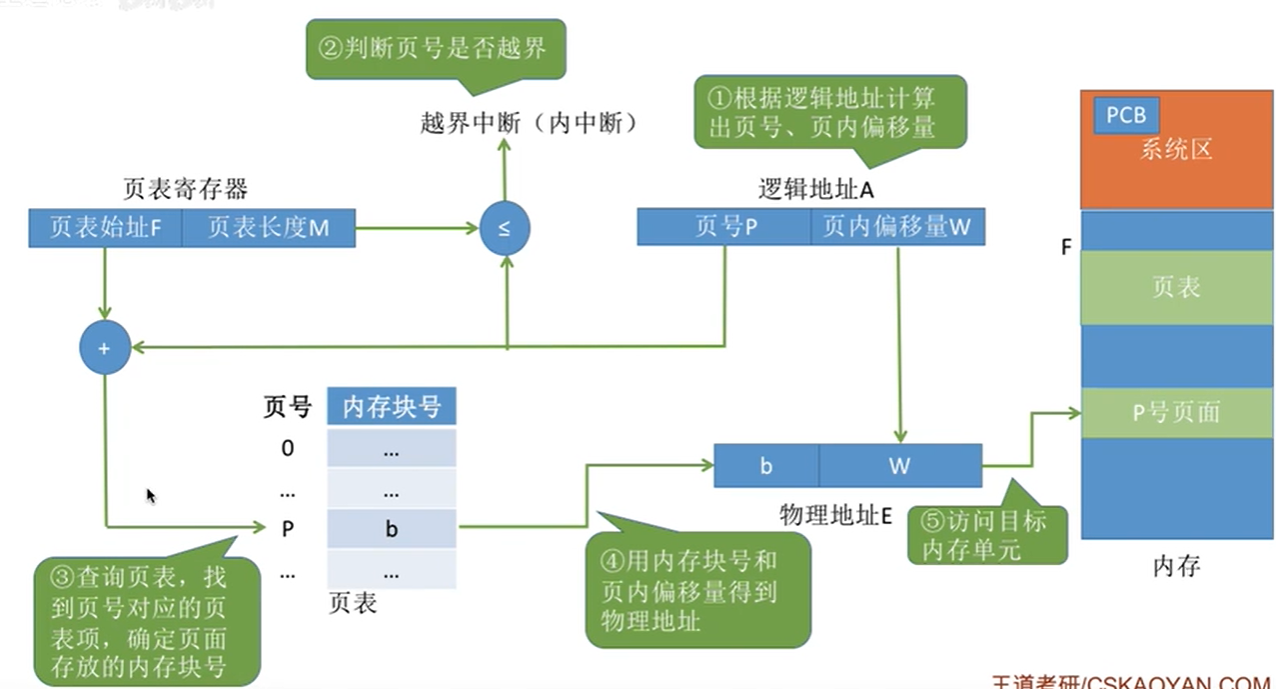 ②判断页号是否越界
①根据逻辑地址计算
出页号、页内偏移量
越界中断（内中断）
PCB
系统区
页表寄存器
逻辑地址A
页表始址F
页表长度M
≤
页号P
页内偏移量W
F
页表
+
页号
内存块号
P号页面
0
...
...
...
b
W
P
b
物理地址E
⑤访问目标
内存单元
...
...
页表
③查询页表，找
到页号对应的页
表项，确定页面
存放的内存块号
④用内存块号和
页内偏移量得到
物理地址
内存
王道考研/CSKAOYAN.COM